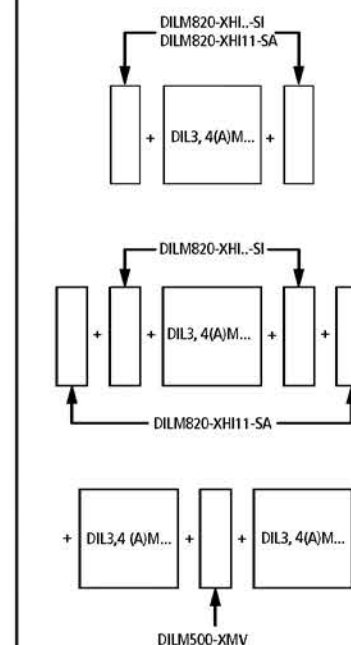 DILM820-XHI..-SI
DILM820-XHI11-SA
+ DIL3, 4(A)M... +
DILM820-XHI..-SI
+ + DIL3, 4(A)M... + +
DILM820-XHI11-SA
+ DIL3,4 (A)M... + + DIL3, 4(A)M...
DILM500-XMV